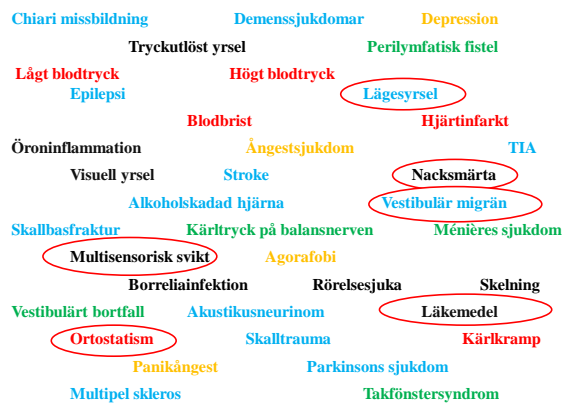 Chiari missbildning Demenssjukdomar Depression
Tryckutlöst yrsel Perilymfatisk fistel
Lågt blodtryck Högt blodtryck
Epilepsi Lägesyrsel
Blodbrist Hjärtinfarkt
Öroninflammation Ångestsjukdom TIA
Visuell yrsel Stroke Nacksmärta
Alkoholskadad hjärna Vestibulär migrän
Skallbasfraktur Kärltryck på balansnerven Ménières sjukdom
Multisensorisk svikt Agorafobi
Borreliainfektion Rörelsesjuka Skelning
Vestibulärt bortfall Akustikusneurinom Läkemedel
Ortostatism Skalltrauma Kärlkramp
Panikångest Parkinsons sjukdom
Multipel skleros Takfönstersyndrom